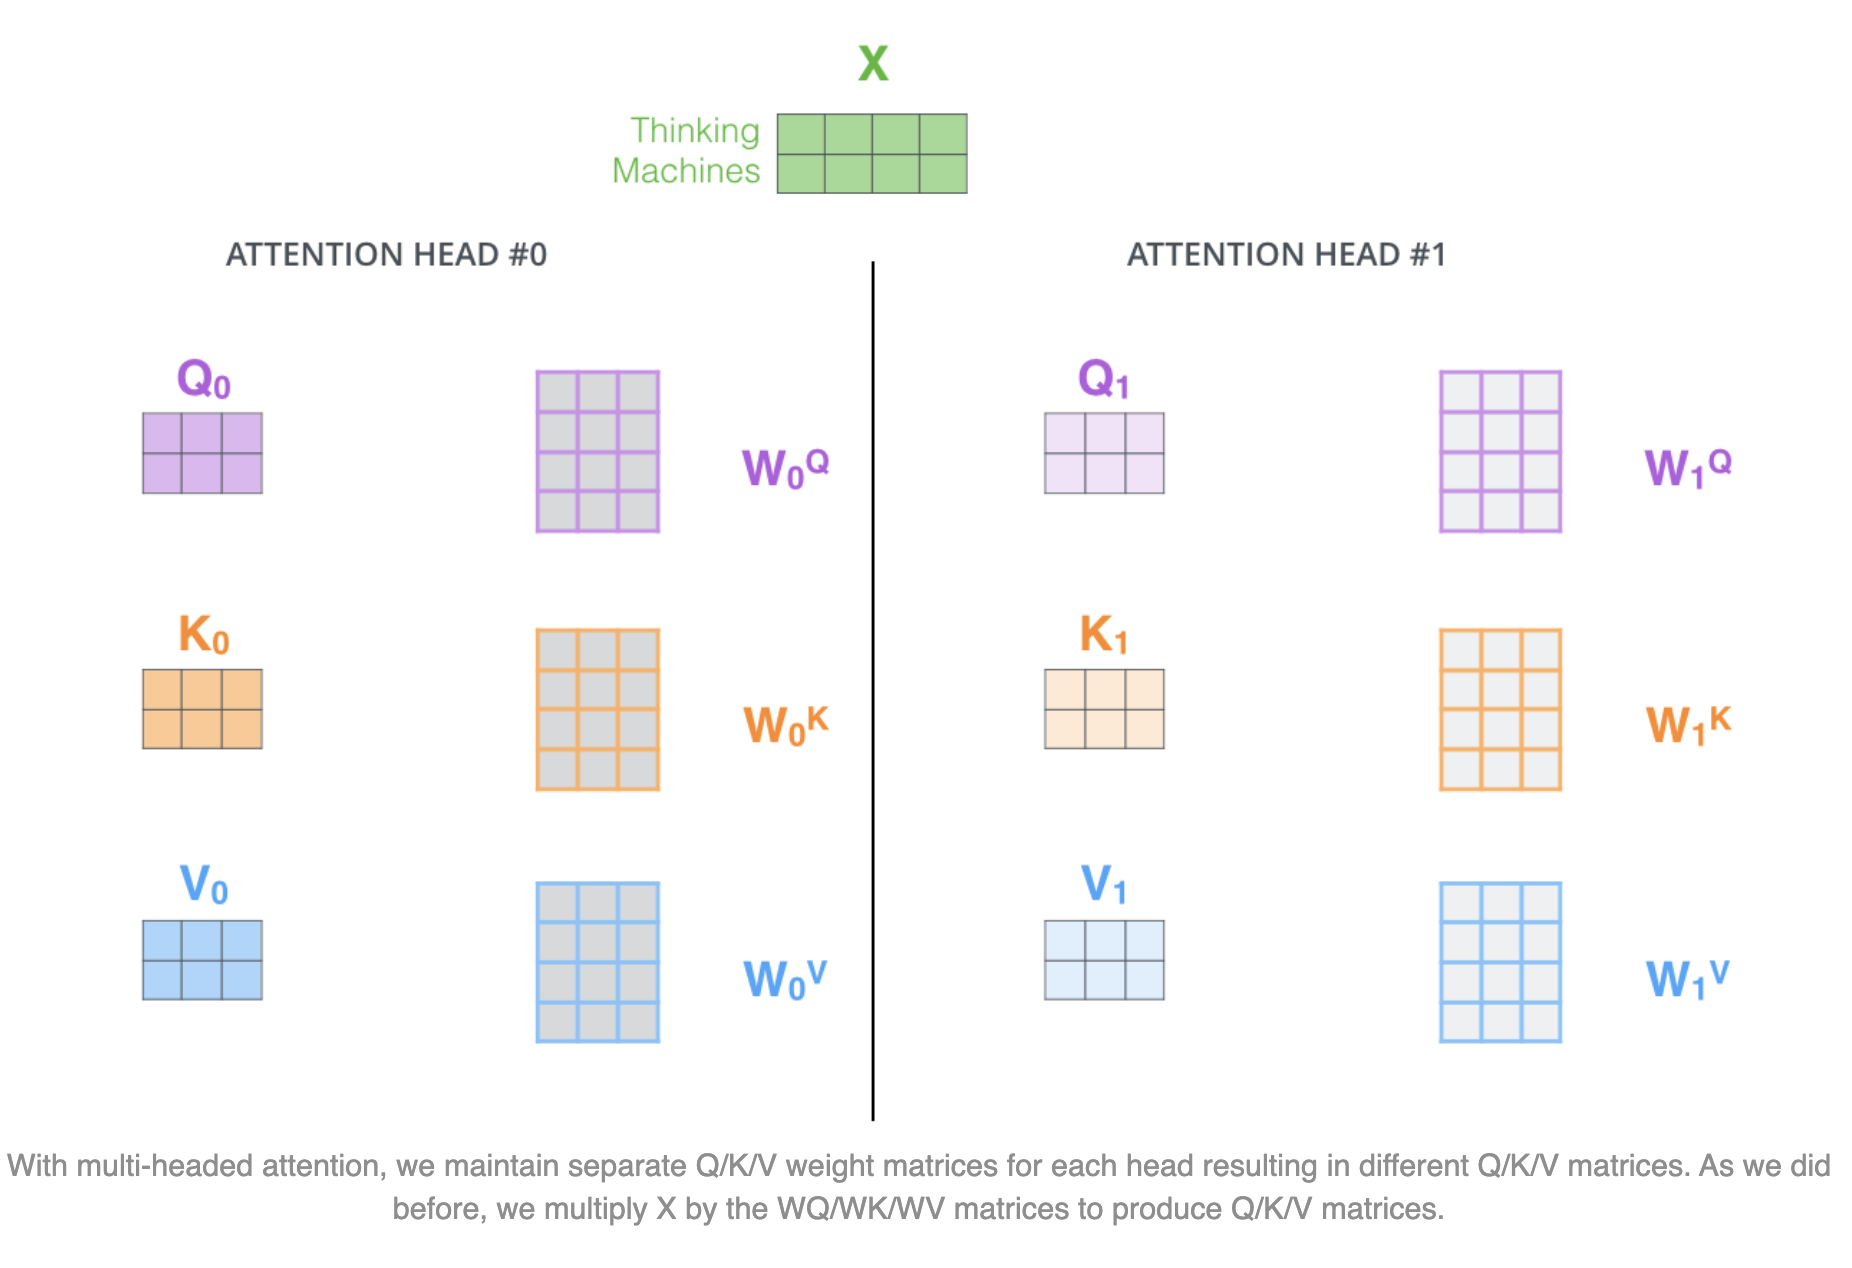 X
Thinking
Machines
ATTENTION HEAD #0
ATTENTION HEAD #1
Q0
W0Q
K0
W0K
V0
W0V
Q1
W1Q
K1
W1K
V1
W1V
With multi-headed attention, we maintain separate Q/K/V weight matrices for each head resulting in different Q/K/V matrices. As we did
before, we multiply X by the WQ/WK/WV matrices to produce Q/K/V matrices.